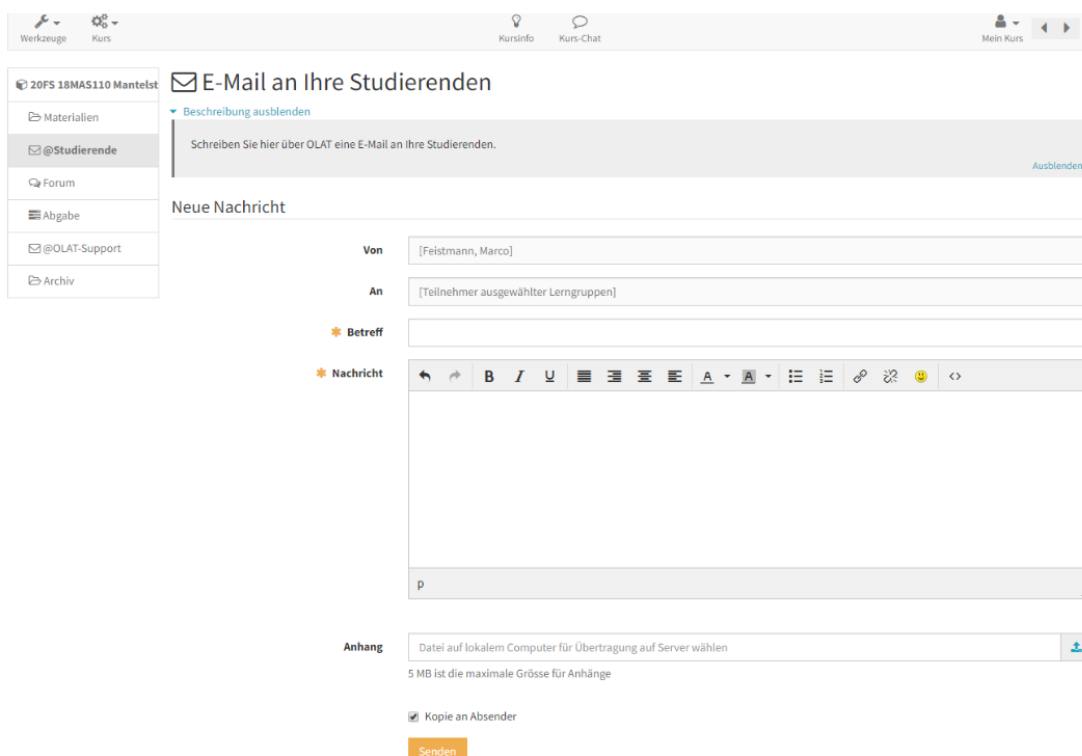 Werkzeuge Kurs Kursinfo Kurs-Chat Mein Kurs
20FS 18MAS110 Mantelst
Materialien
@Studierende
Forum
Abgabe
@OLAT-Support
Archiv
E-Mail an Ihre Studierenden
Beschreibung ausblenden
Schreiben Sie hier über OLAT eine E-Mail an Ihre Studierenden.
Ausblenden
Neue Nachricht
Von [Feistmann, Marco]
An [Teilnehmer ausgewählter Lerngruppen]
Betreff
Nachricht
B I U A A
p
Anhang Datei auf lokalem Computer für Übertragung auf Server wählen
5 MB ist die maximale Grösse für Anhänge
Kopie an Absender
Senden